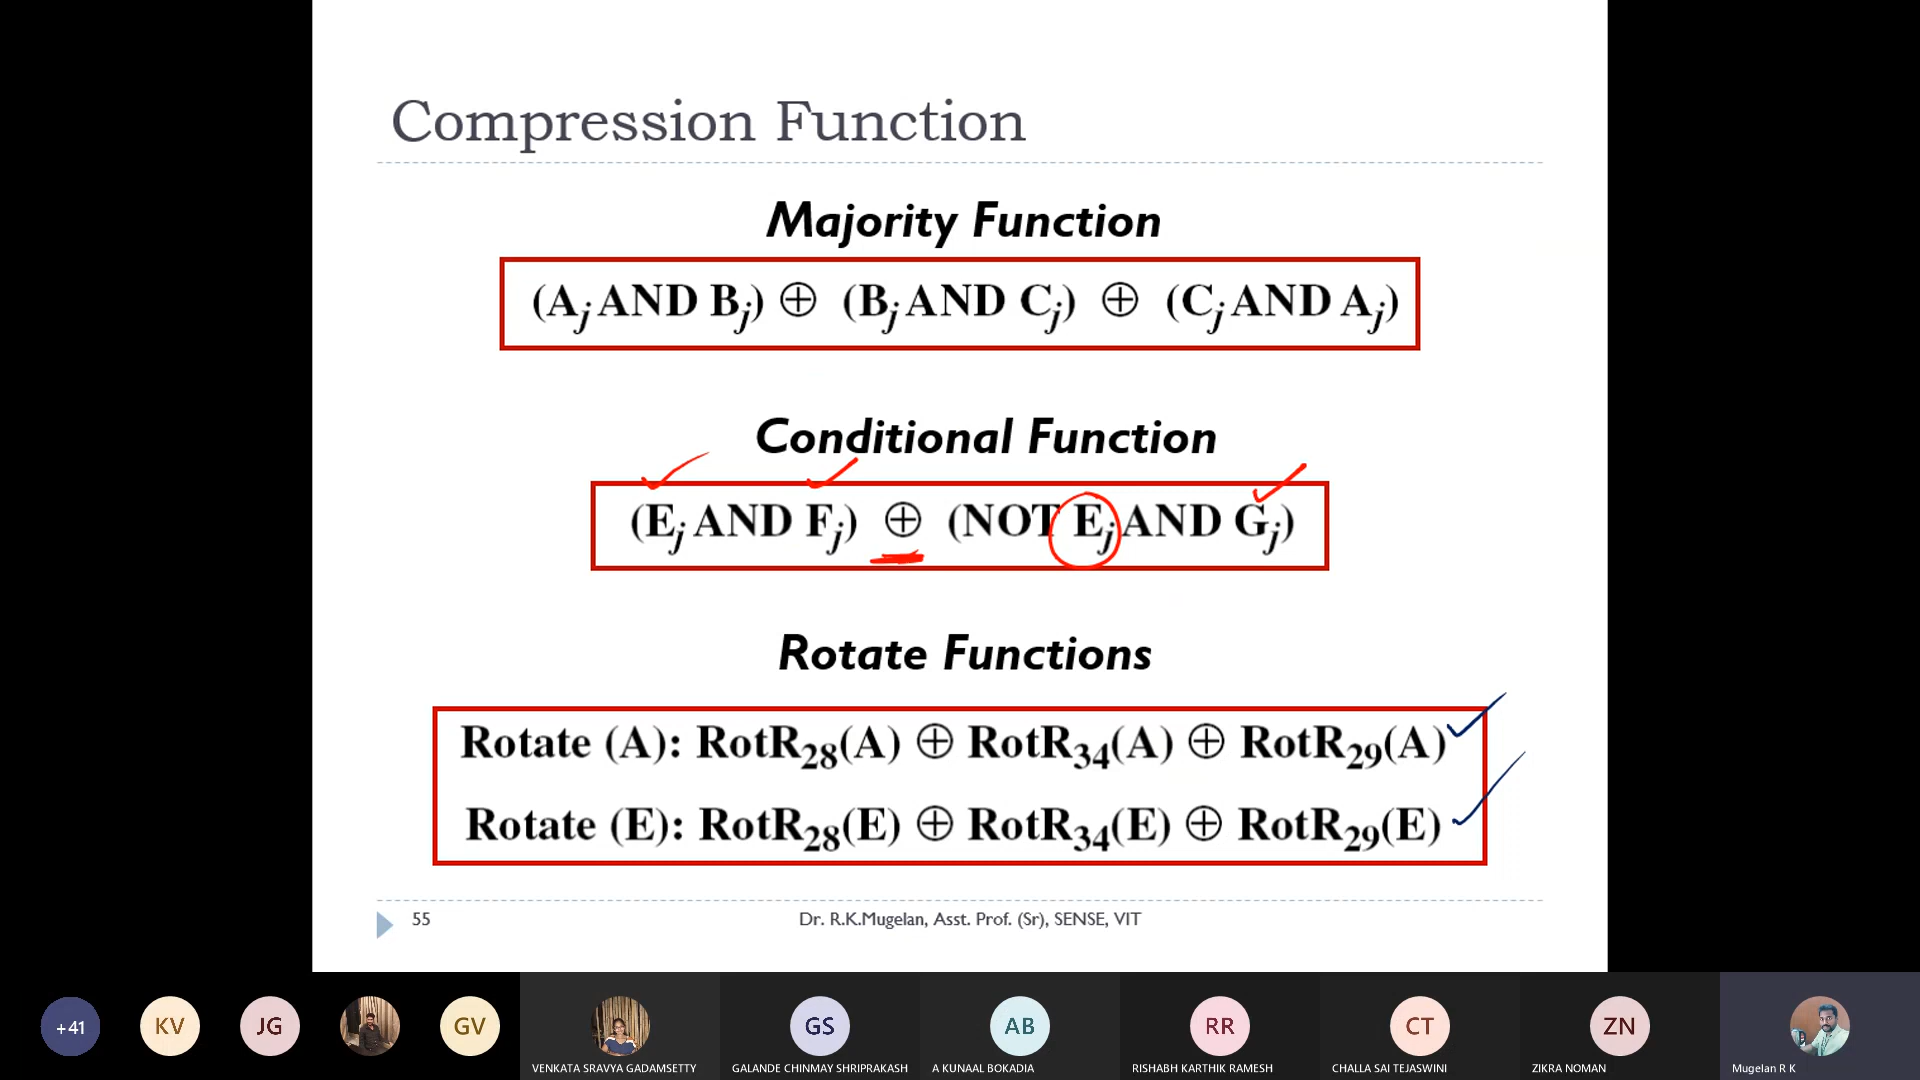 Compression Function
Majority Function
(Aj AND Bj) ⊕ (Bj AND Cj) ⊕ (Cj AND Aj)
Conditional Function
(Ej AND Fj) ⊕ (NOT Ej AND Gj)
Rotate Functions
Rotate (A): RotR28(A) ⊕ RotR34(A) ⊕ RotR29(A)
Rotate (E): RotR28(E) ⊕ RotR34(E) ⊕ RotR29(E)
55
Dr. R.K.Mugelan, Asst. Prof. (Sr), SENSE, VIT
+41
KV
JG
GV
GS
AB
RR
CT
ZN
VENKATA SRAVYA GADAMSETTY
GALANDE CHINMAY SHRIPRAKASH
A KUNAAL BOKADIA
RISHABH KARTHIK RAMESH
CHALLA SAI TEJASWINI
ZIKRA NOMAN
Mugelan R K